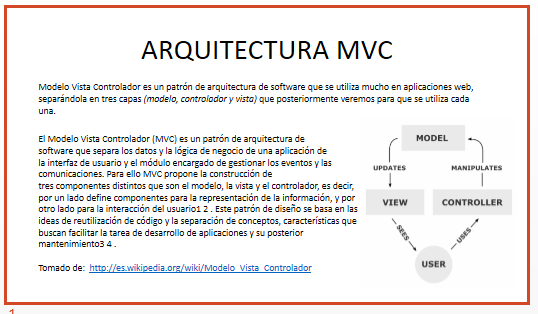 ARQUITECTURA MVC
Modelo Vista Controlador es un patrón de arquitectura de software que se utiliza mucho en aplicaciones web,
separándola en tres capas (modelo, controlador y vista) que posteriormente veremos para que se utiliza cada
una.
El Modelo Vista Controlador (MVC) es un patrón de arquitectura de
software que separa los datos y la lógica de negocio de una aplicación de
la interfaz de usuario y el módulo encargado de gestionar los eventos y las
comunicaciones. Para ello MVC propone la construcción de
tres componentes distintos que son el modelo, la vista y el controlador, es decir,
por un lado define componentes para la representación de la información, y por
otro lado para la interacción del usuario1 2 . Este patrón de diseño se basa en las
ideas de reutilización de código y la separación de conceptos, características que
buscan facilitar la tarea de desarrollo de aplicaciones y su posterior
mantenimiento3 4 .
Tomado de: http://es.wikipedia.org/wiki/Modelo_Vista_Controlador
MODEL
UPDATES
MANIPULATES
VIEW
CONTROLLER
SEES
USES
USER